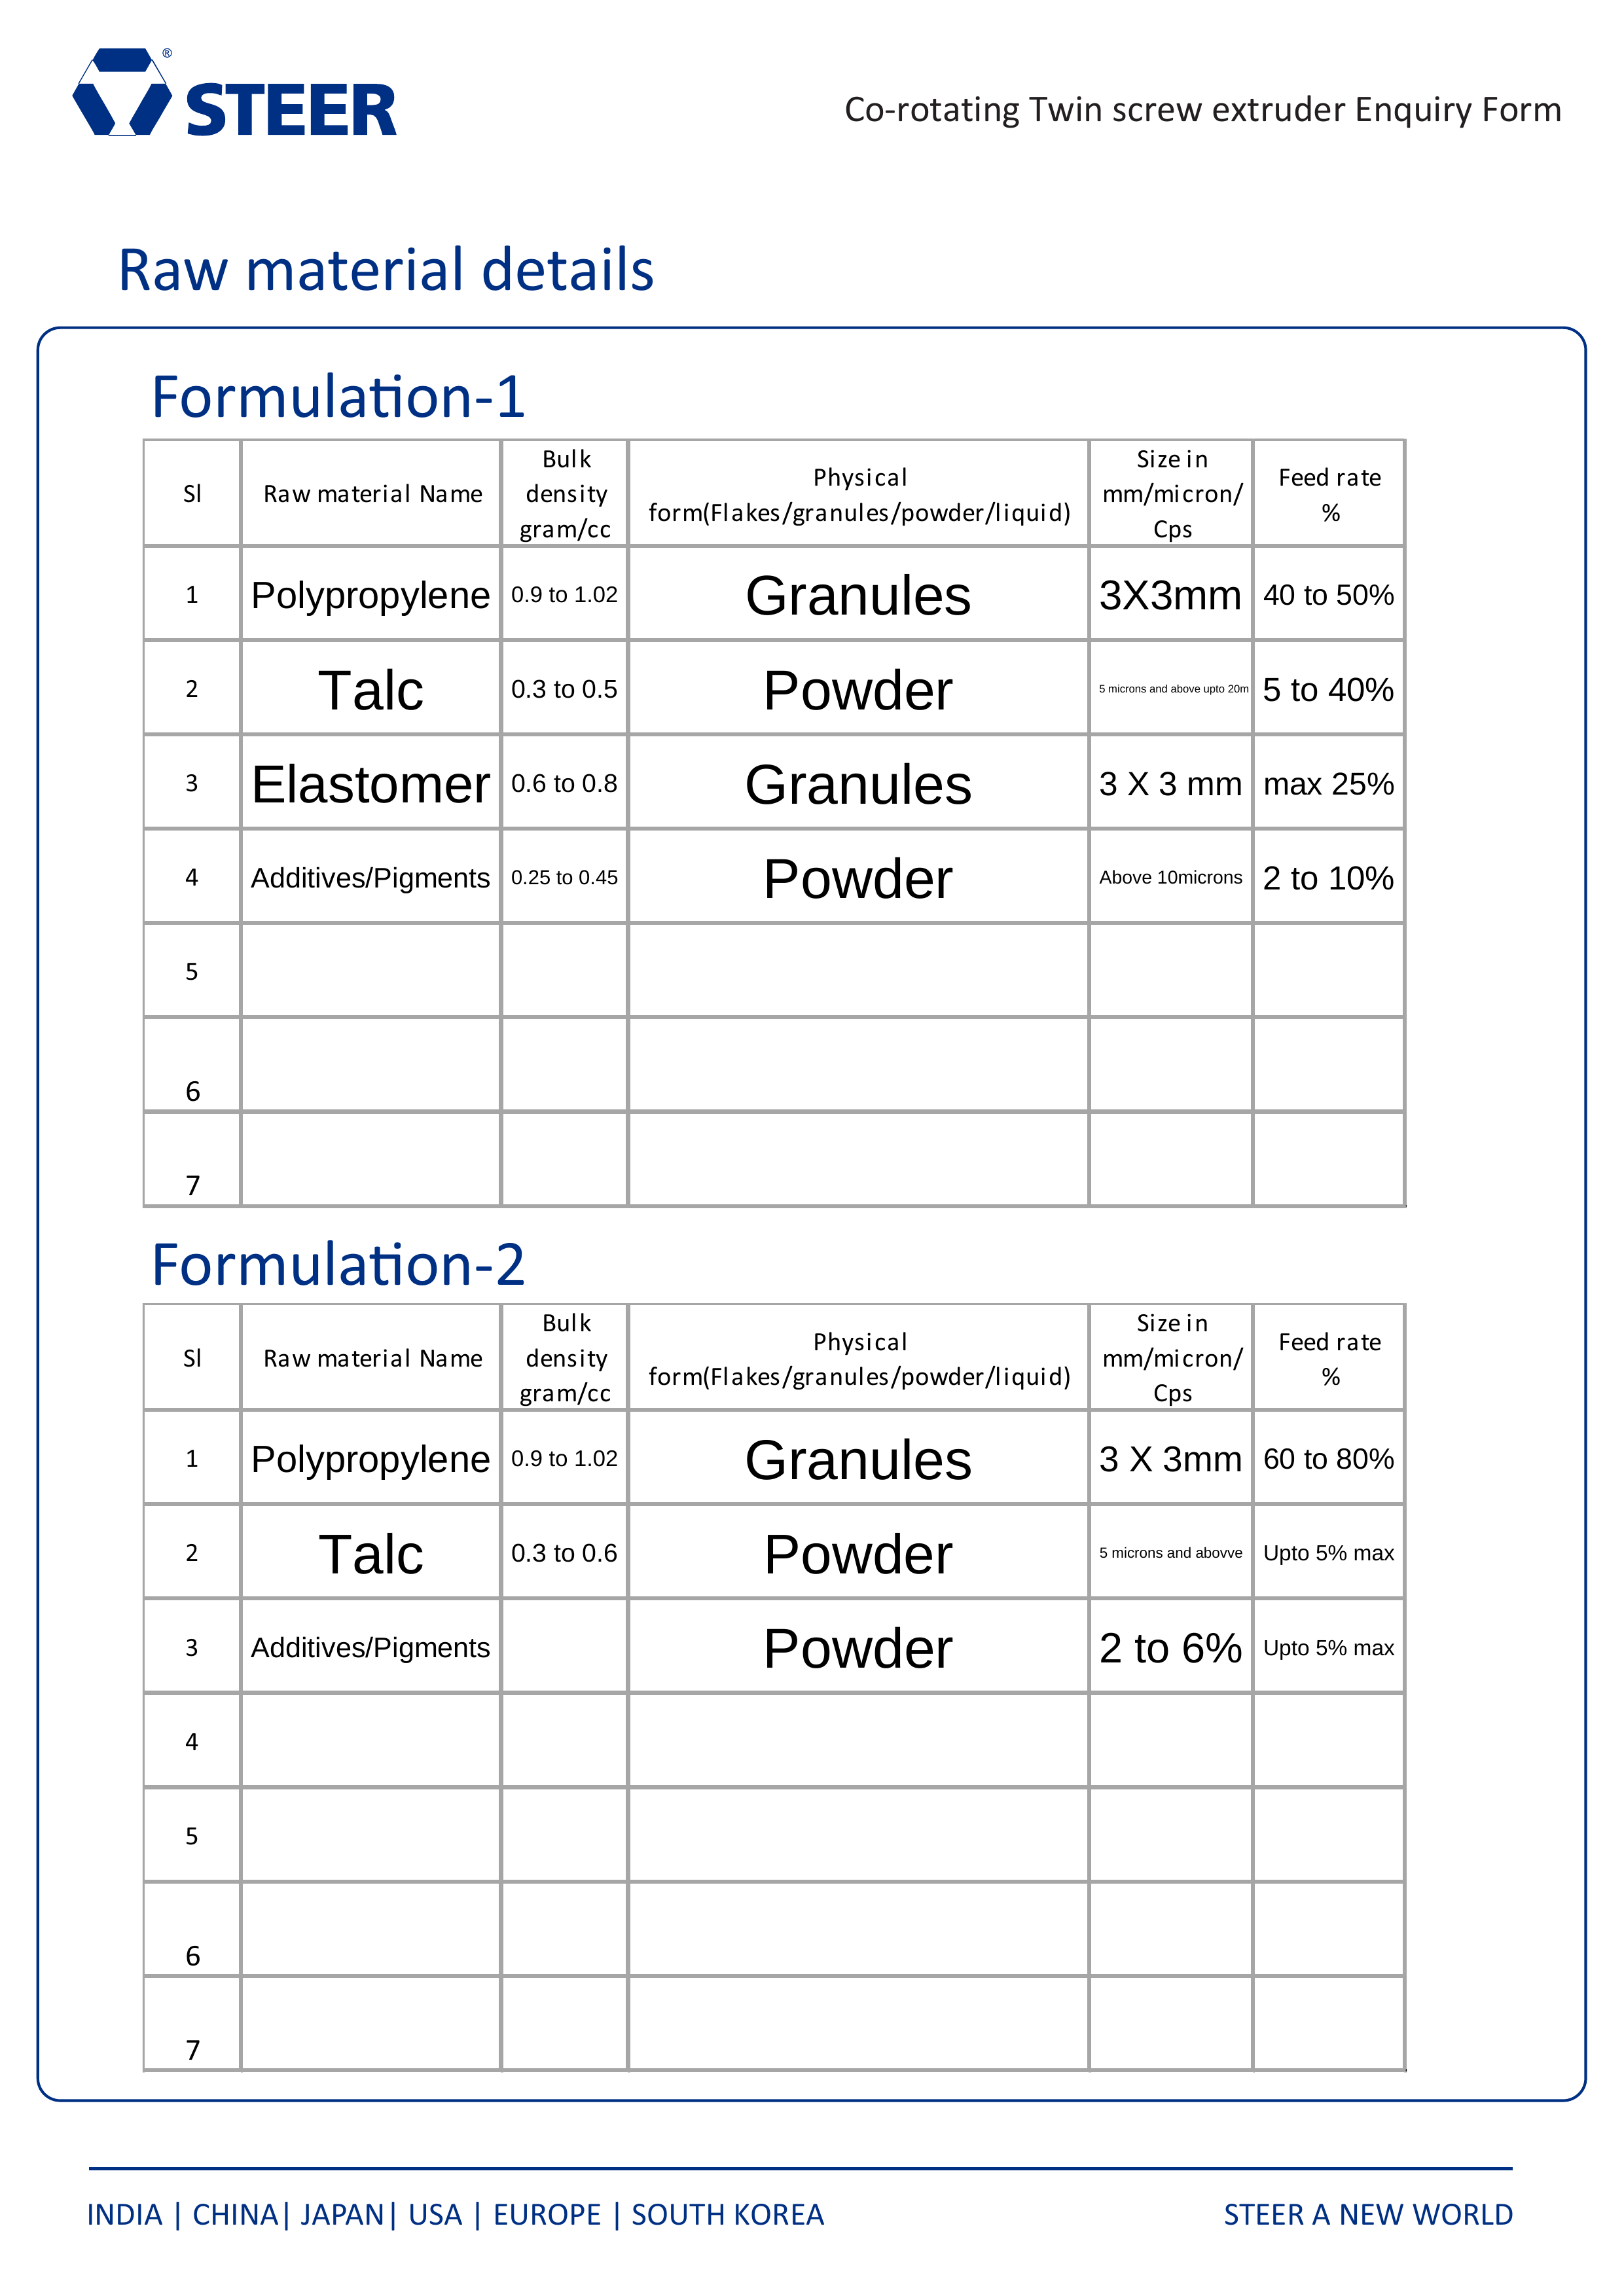 ®
STEER
Co-rotating Twin screw extruder Enquiry Form
Raw material details
Formulation-1
Sl Raw material Name Bulk density gram/cc Physical form(Flakes/granules/powder/liquid) Size in mm/micron/ Cps Feed rate %
1 Polypropylene 0.9 to 1.02 Granules 3X3mm 40 to 50%
2 Talc 0.3 to 0.5 Powder 5 microns and above upto 20m 5 to 40%
3 Elastomer 0.6 to 0.8 Granules 3 X 3 mm max 25%
4 Additives/Pigments 0.25 to 0.45 Powder Above 10microns 2 to 10%
5
6
7
Formulation-2
Sl Raw material Name Bulk density gram/cc Physical form(Flakes/granules/powder/liquid) Size in mm/micron/ Cps Feed rate %
1 Polypropylene 0.9 to 1.02 Granules 3 X 3mm 60 to 80%
2 Talc 0.3 to 0.6 Powder 5 microns and abovve Upto 5% max
3 Additives/Pigments Powder 2 to 6% Upto 5% max
4
5
6
7
INDIA | CHINA| JAPAN| USA | EUROPE | SOUTH KOREA
STEER A NEW WORLD